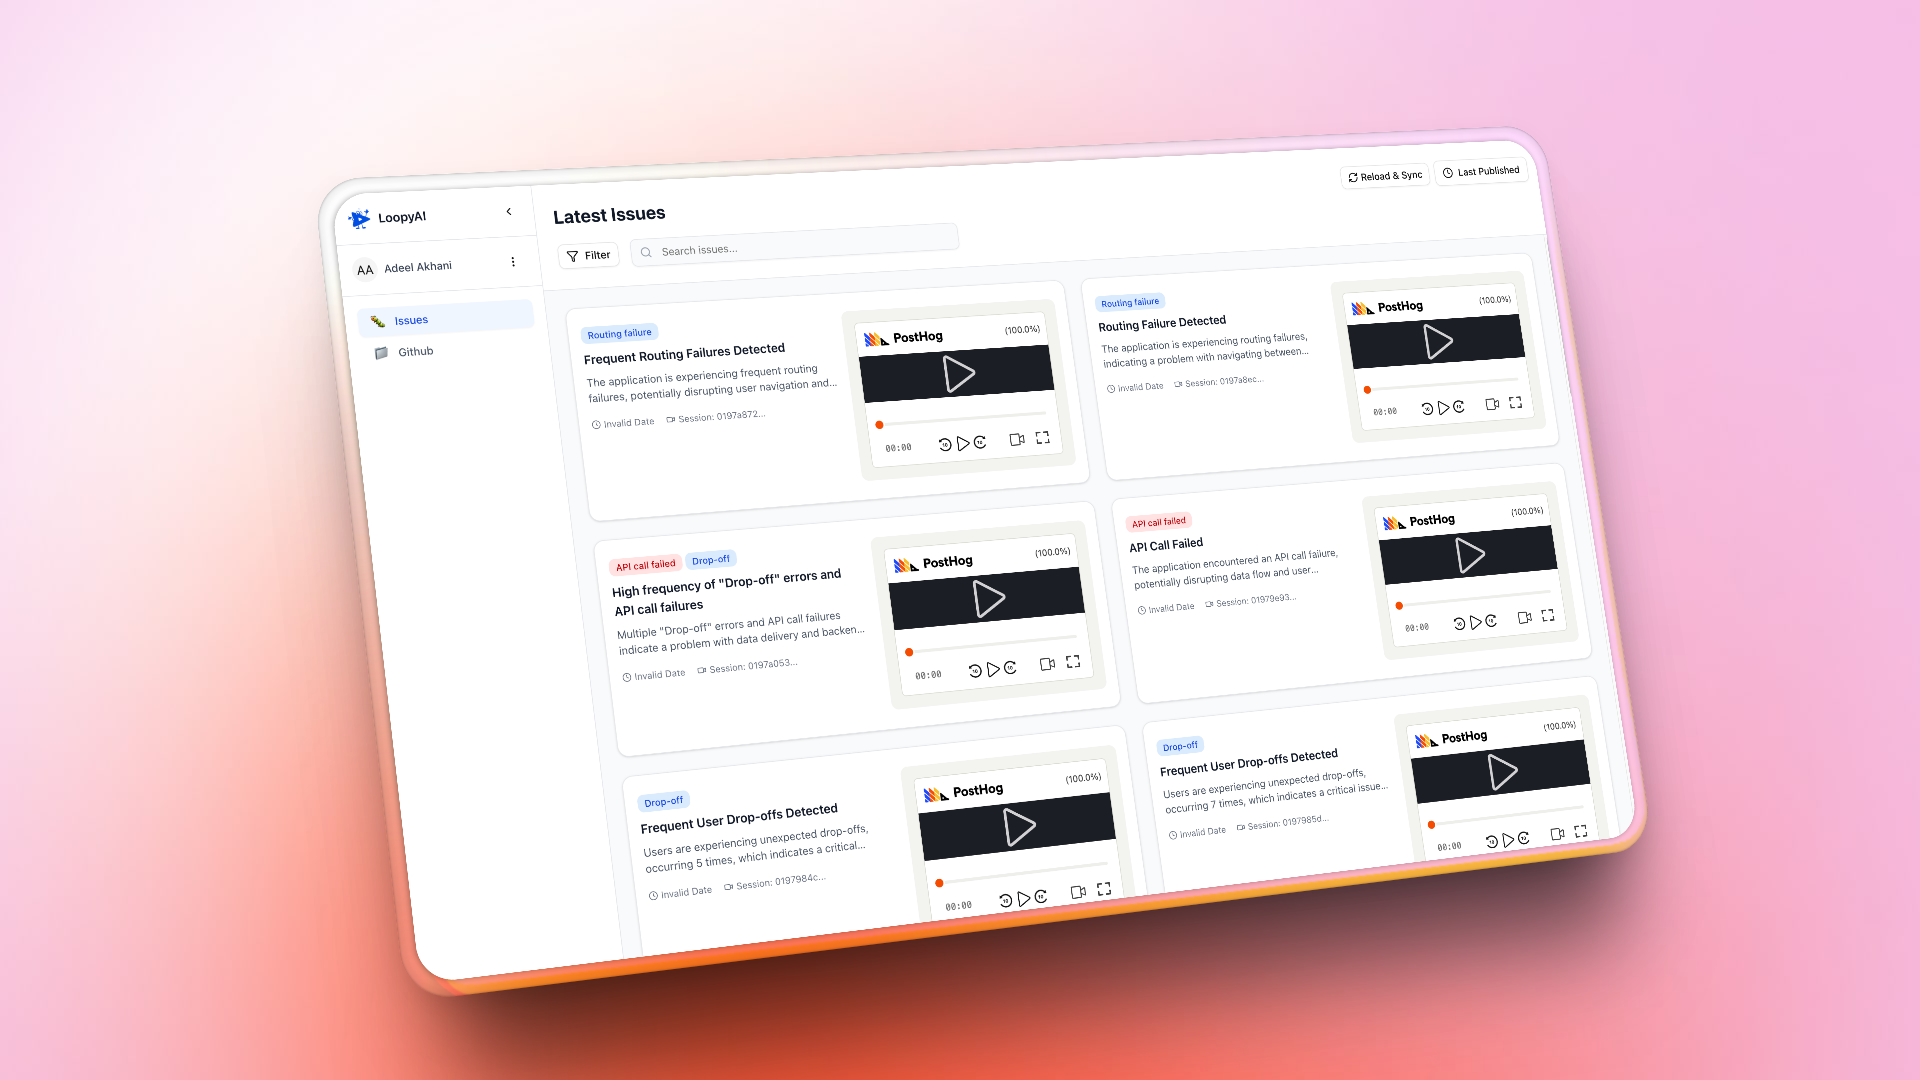 LoopyAI
AA Adeel Akhani
Issues
Github
Latest Issues
Reload & Sync
Last Published
Filter
Search issues...
Routing failure
Frequent Routing Failures Detected
The application is experiencing frequent routing
failures, potentially disrupting user navigation and...
Invalid Date Session: 0197a872...
PostHog (100.0%)
00:00
Routing failure
Routing Failure Detected
The application is experiencing routing failures,
indicating a problem with navigating between...
Invalid Date Session: 0197a8ec...
PostHog (100.0%)
00:00
API call failed Drop-off
High frequency of "Drop-off" errors and
API call failures
Multiple "Drop-off" errors and API call failures
indicate a problem with data delivery and backen...
Invalid Date Session: 0197a053...
PostHog (100.0%)
00:00
API call failed
API Call Failed
The application encountered an API call failure,
potentially disrupting data flow and user...
Invalid Date Session: 01979e93...
PostHog (100.0%)
00:00
Drop-off
Frequent User Drop-offs Detected
Users are experiencing unexpected drop-offs,
occurring 5 times, which indicates a critical...
Invalid Date Session: 0197984c...
PostHog (100.0%)
00:00
Drop-off
Frequent User Drop-offs Detected
Users are experiencing unexpected drop-offs,
occurring 7 times, which indicates a critical issue...
Invalid Date Session: 0197985d...
PostHog (100.0%)
00:00